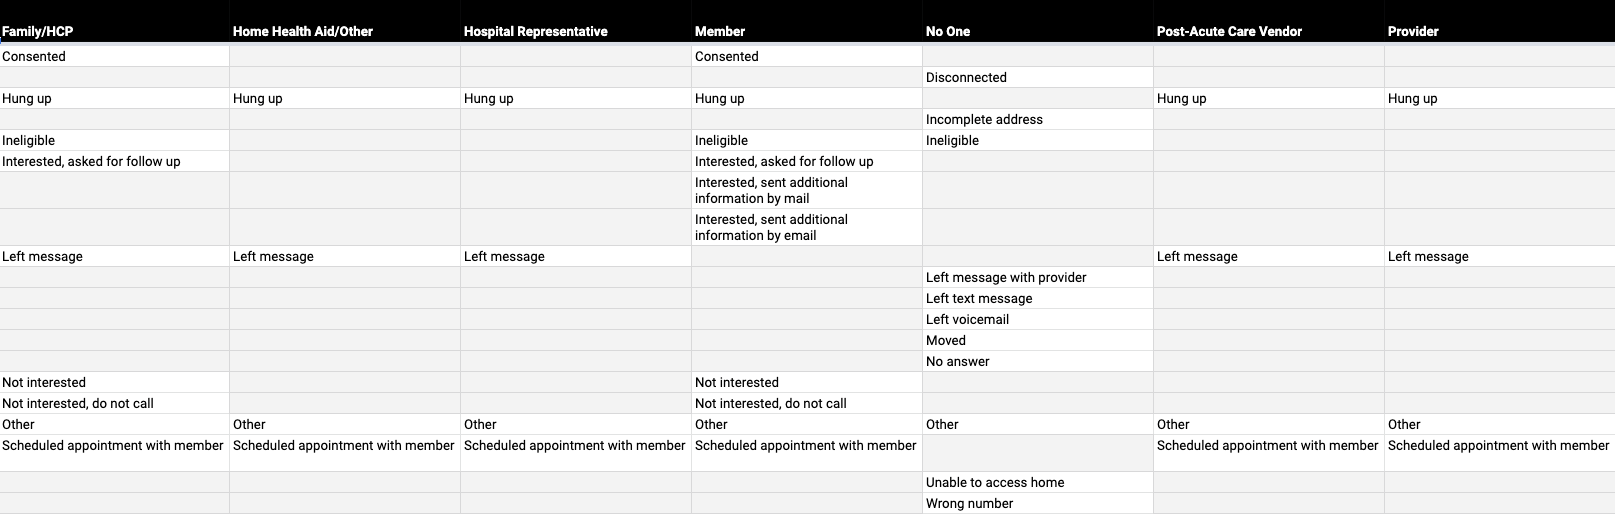 Family/HCP Home Health Aid/Other Hospital Representative Member No One Post-Acute Care Vendor Provider
Consented Consented
Disconnected
Hung up Hung up Hung up Hung up Hung up Hung up
Incomplete address
Ineligible Ineligible Ineligible
Interested, asked for follow up Interested, asked for follow up
Interested, sent additional
information by mail
Interested, sent additional
information by email
Left message Left message Left message Left message Left message
Left message with provider
Left text message
Left voicemail
Moved
No answer
Not interested Not interested
Not interested, do not call Not interested, do not call
Other Other Other Other Other Other Other
Scheduled appointment with member Scheduled appointment with member Scheduled appointment with member Scheduled appointment with member Scheduled appointment with member Scheduled appointment with member
Unable to access home
Wrong number